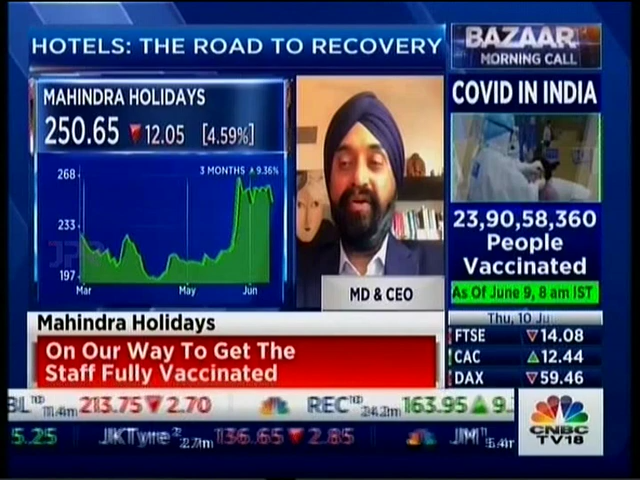 HOTELS: THE ROAD TO RECOVERY
BAZAAR
MORNING CALL
MAHINDRA HOLIDAYS
250.65 ▼ 12.05 [4.59%]
3 MONTHS ▲ 9.36%
268
233
197
Mar
May
Jun
MD & CEO
COVID IN INDIA
23,90,58,360
People
Vaccinated
As Of June 9, 8 am IST
Thu, 10 Ju
FTSE ▽ 14.08
CAC ▲ 12.44
DAX ▽ 59.46
Mahindra Holidays
On Our Way To Get The
Staff Fully Vaccinated
213.75 ▼ 2.70 REC 163.95 ▲ 9.
5.25 JKTyre 136.65 ▼ 2.85 JM
CNBC
TV18